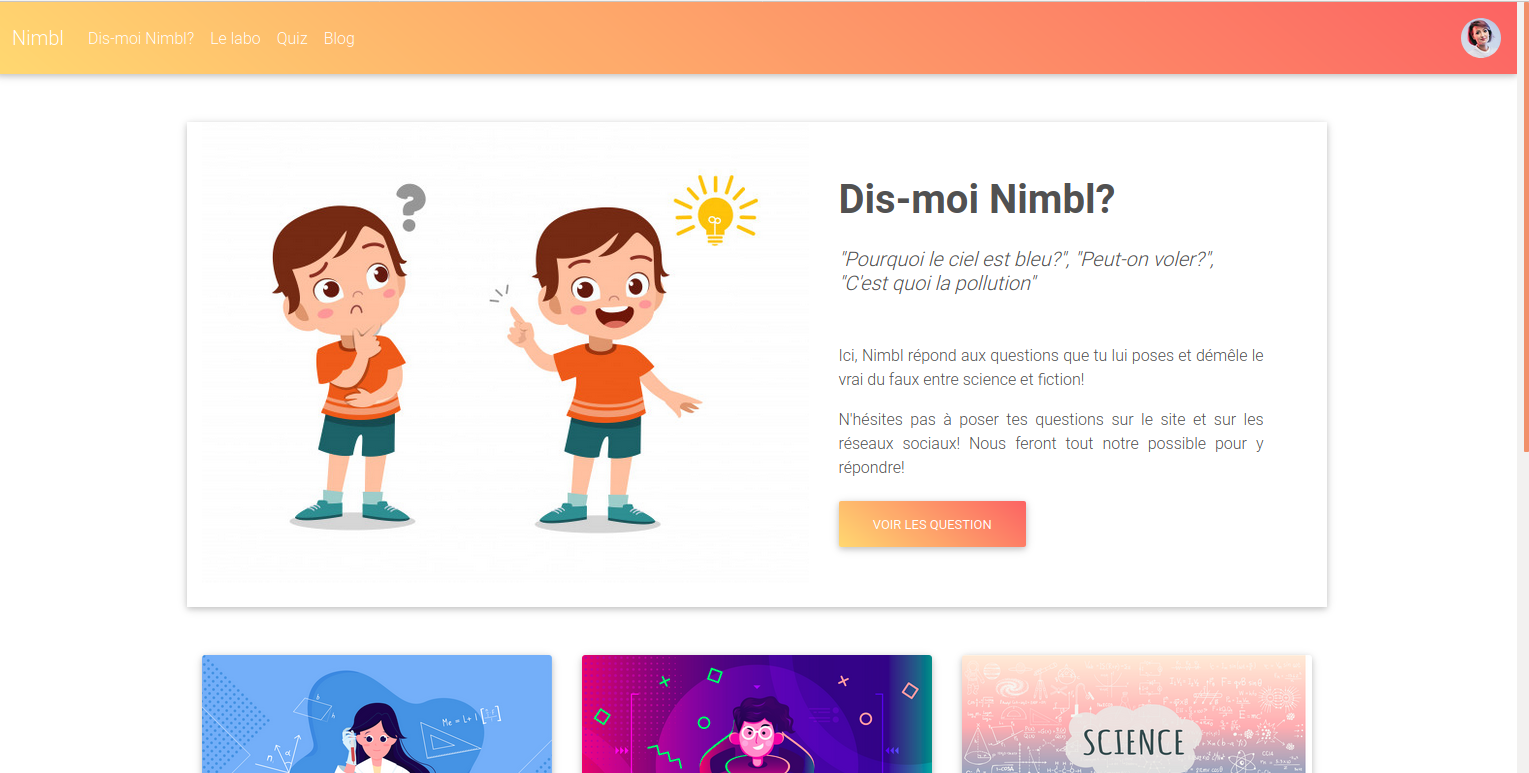 Nimbl Dis-moi Nimbl? Le labo Quiz Blog
?
Dis-moi Nimbl?
"Pourquoi le ciel est bleu?", "Peut-on voler?",
"C'est quoi la pollution"
Ici, Nimbl répond aux questions que tu lui poses et démêle le
vrai du faux entre science et fiction!
N'hésites pas à poser tes questions sur le site et sur les
réseaux sociaux! Nous feront tout notre possible pour y
répondre!
VOIR LES QUESTION
SCIENCE